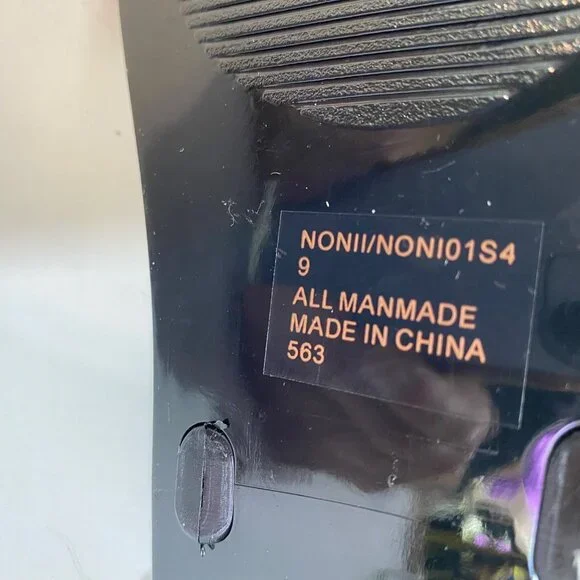 NONII/NONI01S4
9
ALL MANMADE
MADE IN CHINA
563